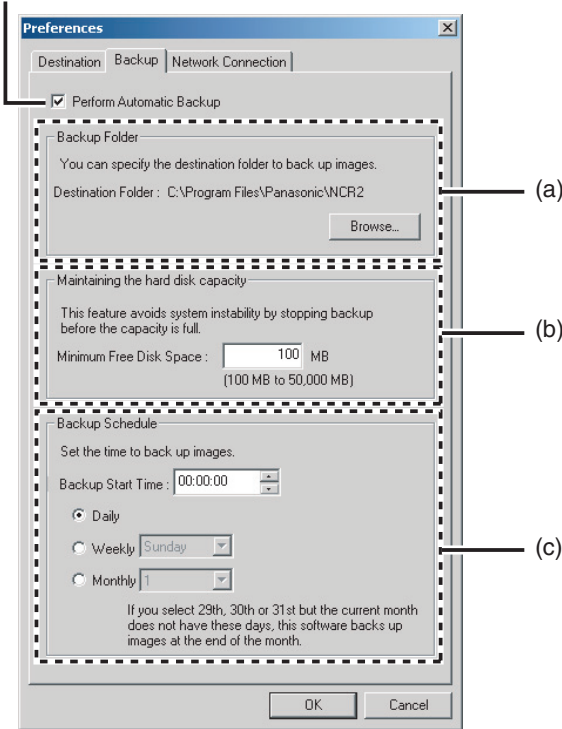 Preferences
Destination Backup Network Connection
Perform Automatic Backup
Backup Folder
You can specify the destination folder to back up images.
Destination Folder : C:\Program Files\Panasonic\NCR2
Browse...
(a)
Maintaining the hard disk capacity
This feature avoids system instability by stopping backup
before the capacity is full.
Minimum Free Disk Space : 100 MB
(100 MB to 50,000 MB)
(b)
Backup Schedule
Set the time to back up images.
Backup Start Time : 00:00:00
Daily
Weekly Sunday
Monthly 1
If you select 29th, 30th or 31st but the current month
does not have these days, this software backs up
images at the end of the month.
(c)
OK Cancel